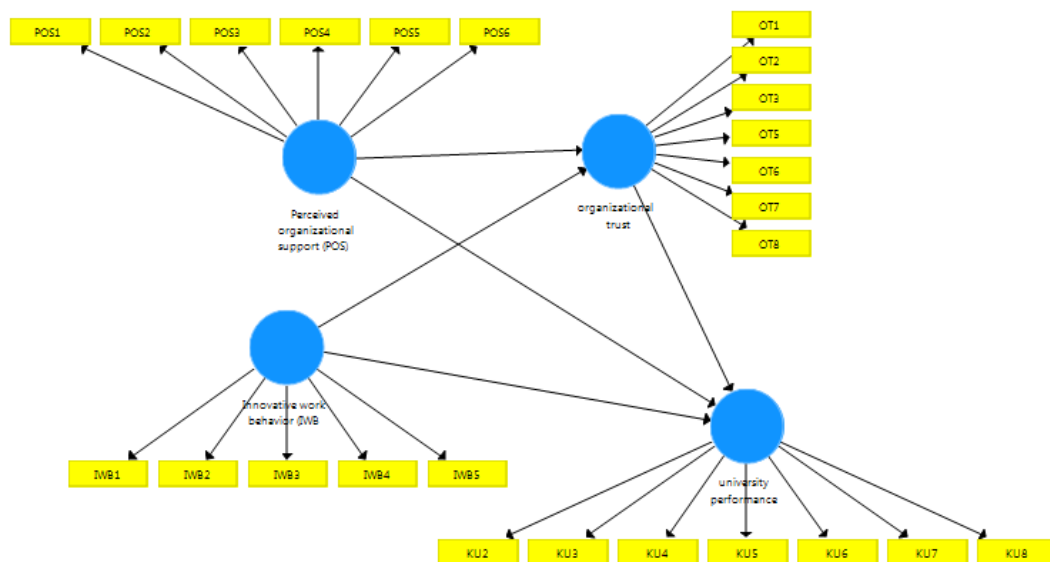 POS1
POS2
POS3
POS4
POS5
POS6
OT1
OT2
OT3
OT5
OT6
OT7
OT8
Perceived
organizational
support (POS)
organizational
trust
Innovative work
behavior (IWB
IWB1
IWB2
IWB3
IWB4
IWB5
university
performance
KU2
KU3
KU4
KU5
KU6
KU7
KU8